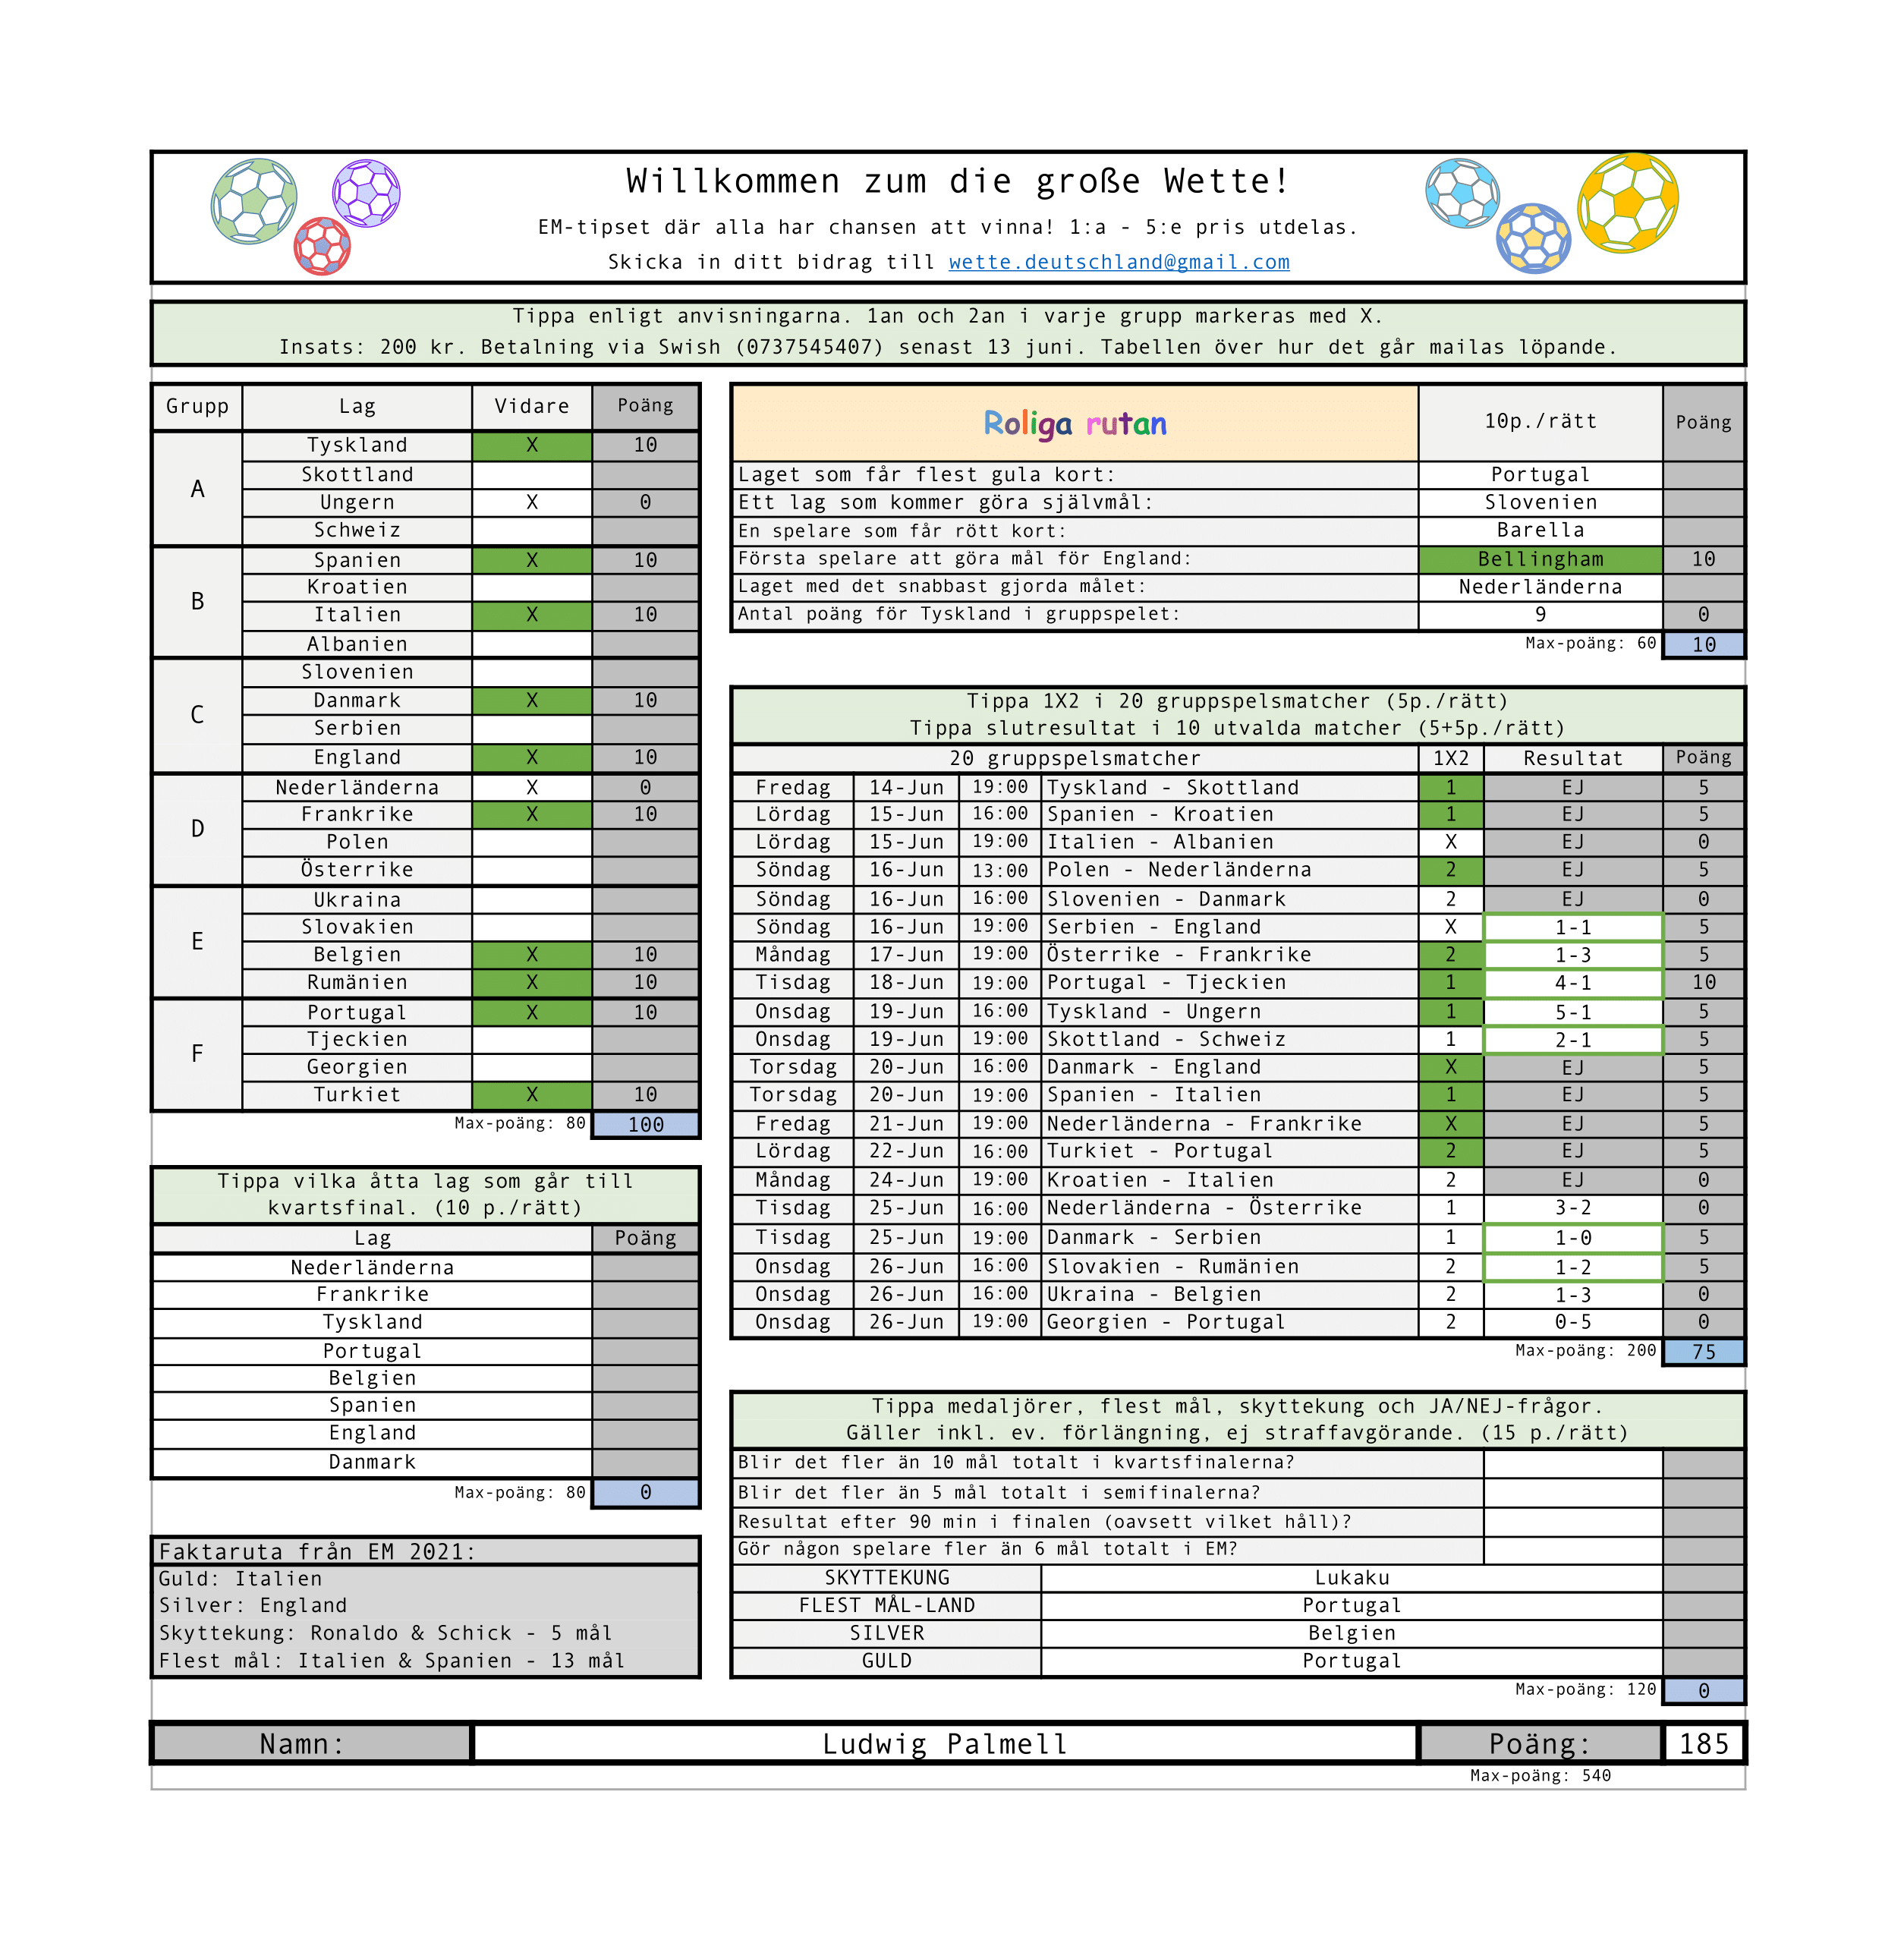 Willkommen zum die große Wette!
EM-tipset där alla har chansen att vinna! 1:a - 5:e pris utdelas.
Skicka in ditt bidrag till wette.deutschland@gmail.com
Tippa enligt anvisningarna. 1an och 2an i varje grupp markeras med X.
Insats: 200 kr. Betalning via Swish (0737545407) senast 13 juni. Tabellen över hur det går mailas löpande.
Grupp Lag Vidare Poäng
A
Tyskland X 10
Skottland
Ungern X 0
Schweiz
B
Spanien X 10
Kroatien
Italien X 10
Albanien
C
Slovenien
Danmark X 10
Serbien
England X 10
D
Nederländerna X 0
Frankrike X 10
Polen
Österrike
E
Ukraina
Slovakien
Belgien X 10
Rumänien X 10
F
Portugal X 10
Tjeckien
Georgien
Turkiet X 10
Max-poäng: 80 100
Tippa vilka åtta lag som går till
kvartsfinal. (10 p./rätt)
Lag Poäng
Nederländerna
Frankrike
Tyskland
Portugal
Belgien
Spanien
England
Danmark
Max-poäng: 80 0
Faktaruta från EM 2021:
Guld: Italien
Silver: England
Skyttekung: Ronaldo & Schick - 5 mål
Flest mål: Italien & Spanien - 13 mål
Roliga rutan 10p./rätt Poäng
Laget som får flest gula kort: Portugal
Ett lag som kommer göra självmål: Slovenien
En spelare som får rött kort: Barella
Första spelare att göra mål för England: Bellingham 10
Laget med det snabbast gjorda målet: Nederländerna
Antal poäng för Tyskland i gruppspelet: 9 0
Max-poäng: 60 10
Tippa 1X2 i 20 gruppspelsmatcher (5p./rätt)
Tippa slutresultat i 10 utvalda matcher (5+5p./rätt)
20 gruppspelsmatcher 1X2 Resultat Poäng
Fredag 14-Jun 19:00 Tyskland - Skottland 1 EJ 5
Lördag 15-Jun 16:00 Spanien - Kroatien 1 EJ 5
Lördag 15-Jun 19:00 Italien - Albanien X EJ 0
Söndag 16-Jun 13:00 Polen - Nederländerna 2 EJ 5
Söndag 16-Jun 16:00 Slovenien - Danmark 2 EJ 0
Söndag 16-Jun 19:00 Serbien - England X 1-1 5
Måndag 17-Jun 19:00 Österrike - Frankrike 2 1-3 5
Tisdag 18-Jun 19:00 Portugal - Tjeckien 1 4-1 10
Onsdag 19-Jun 16:00 Tyskland - Ungern 1 5-1 5
Onsdag 19-Jun 19:00 Skottland - Schweiz 1 2-1 5
Torsdag 20-Jun 16:00 Danmark - England X EJ 5
Torsdag 20-Jun 19:00 Spanien - Italien 1 EJ 5
Fredag 21-Jun 19:00 Nederländerna - Frankrike X EJ 5
Lördag 22-Jun 16:00 Turkiet - Portugal 2 EJ 5
Måndag 24-Jun 19:00 Kroatien - Italien 2 EJ 0
Tisdag 25-Jun 16:00 Nederländerna - Österrike 1 3-2 0
Tisdag 25-Jun 19:00 Danmark - Serbien 1 1-0 5
Onsdag 26-Jun 16:00 Slovakien - Rumänien 2 1-2 5
Onsdag 26-Jun 16:00 Ukraina - Belgien 2 1-3 0
Onsdag 26-Jun 19:00 Georgien - Portugal 2 0-5 0
Max-poäng: 200 75
Tippa medaljörer, flest mål, skyttekung och JA/NEJ-frågor.
Gäller inkl. ev. förlängning, ej straffavgörande. (15 p./rätt)
Blir det fler än 10 mål totalt i kvartsfinalerna?
Blir det fler än 5 mål totalt i semifinalerna?
Resultat efter 90 min i finalen (oavsett vilket håll)?
Gör någon spelare fler än 6 mål totalt i EM?
SKYTTEKUNG Lukaku
FLEST MÅL-LAND Portugal
SILVER Belgien
GULD Portugal
Max-poäng: 120 0
Namn: Ludwig Palmell Poäng: 185
Max-poäng: 540